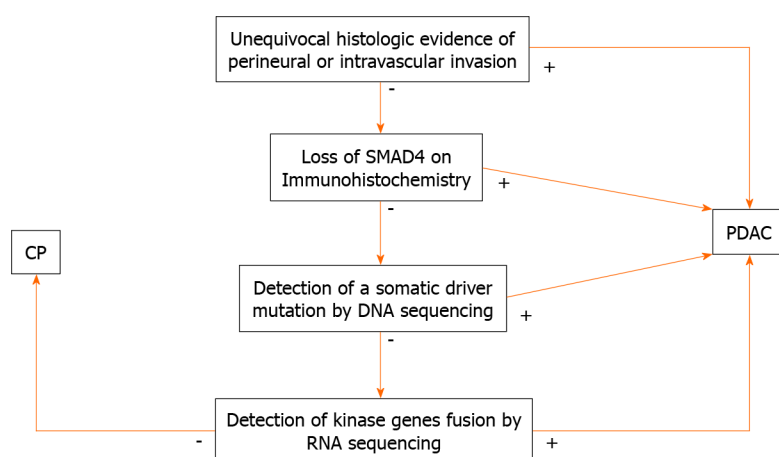 Unequivocal histologic evidence of
perineural or intravascular invasion
+
-
Loss of SMAD4 on
Immunohistochemistry
+
-
PDAC
CP
Detection of a somatic driver
mutation by DNA sequencing
+
-
Detection of kinase genes fusion by
RNA sequencing
-
+